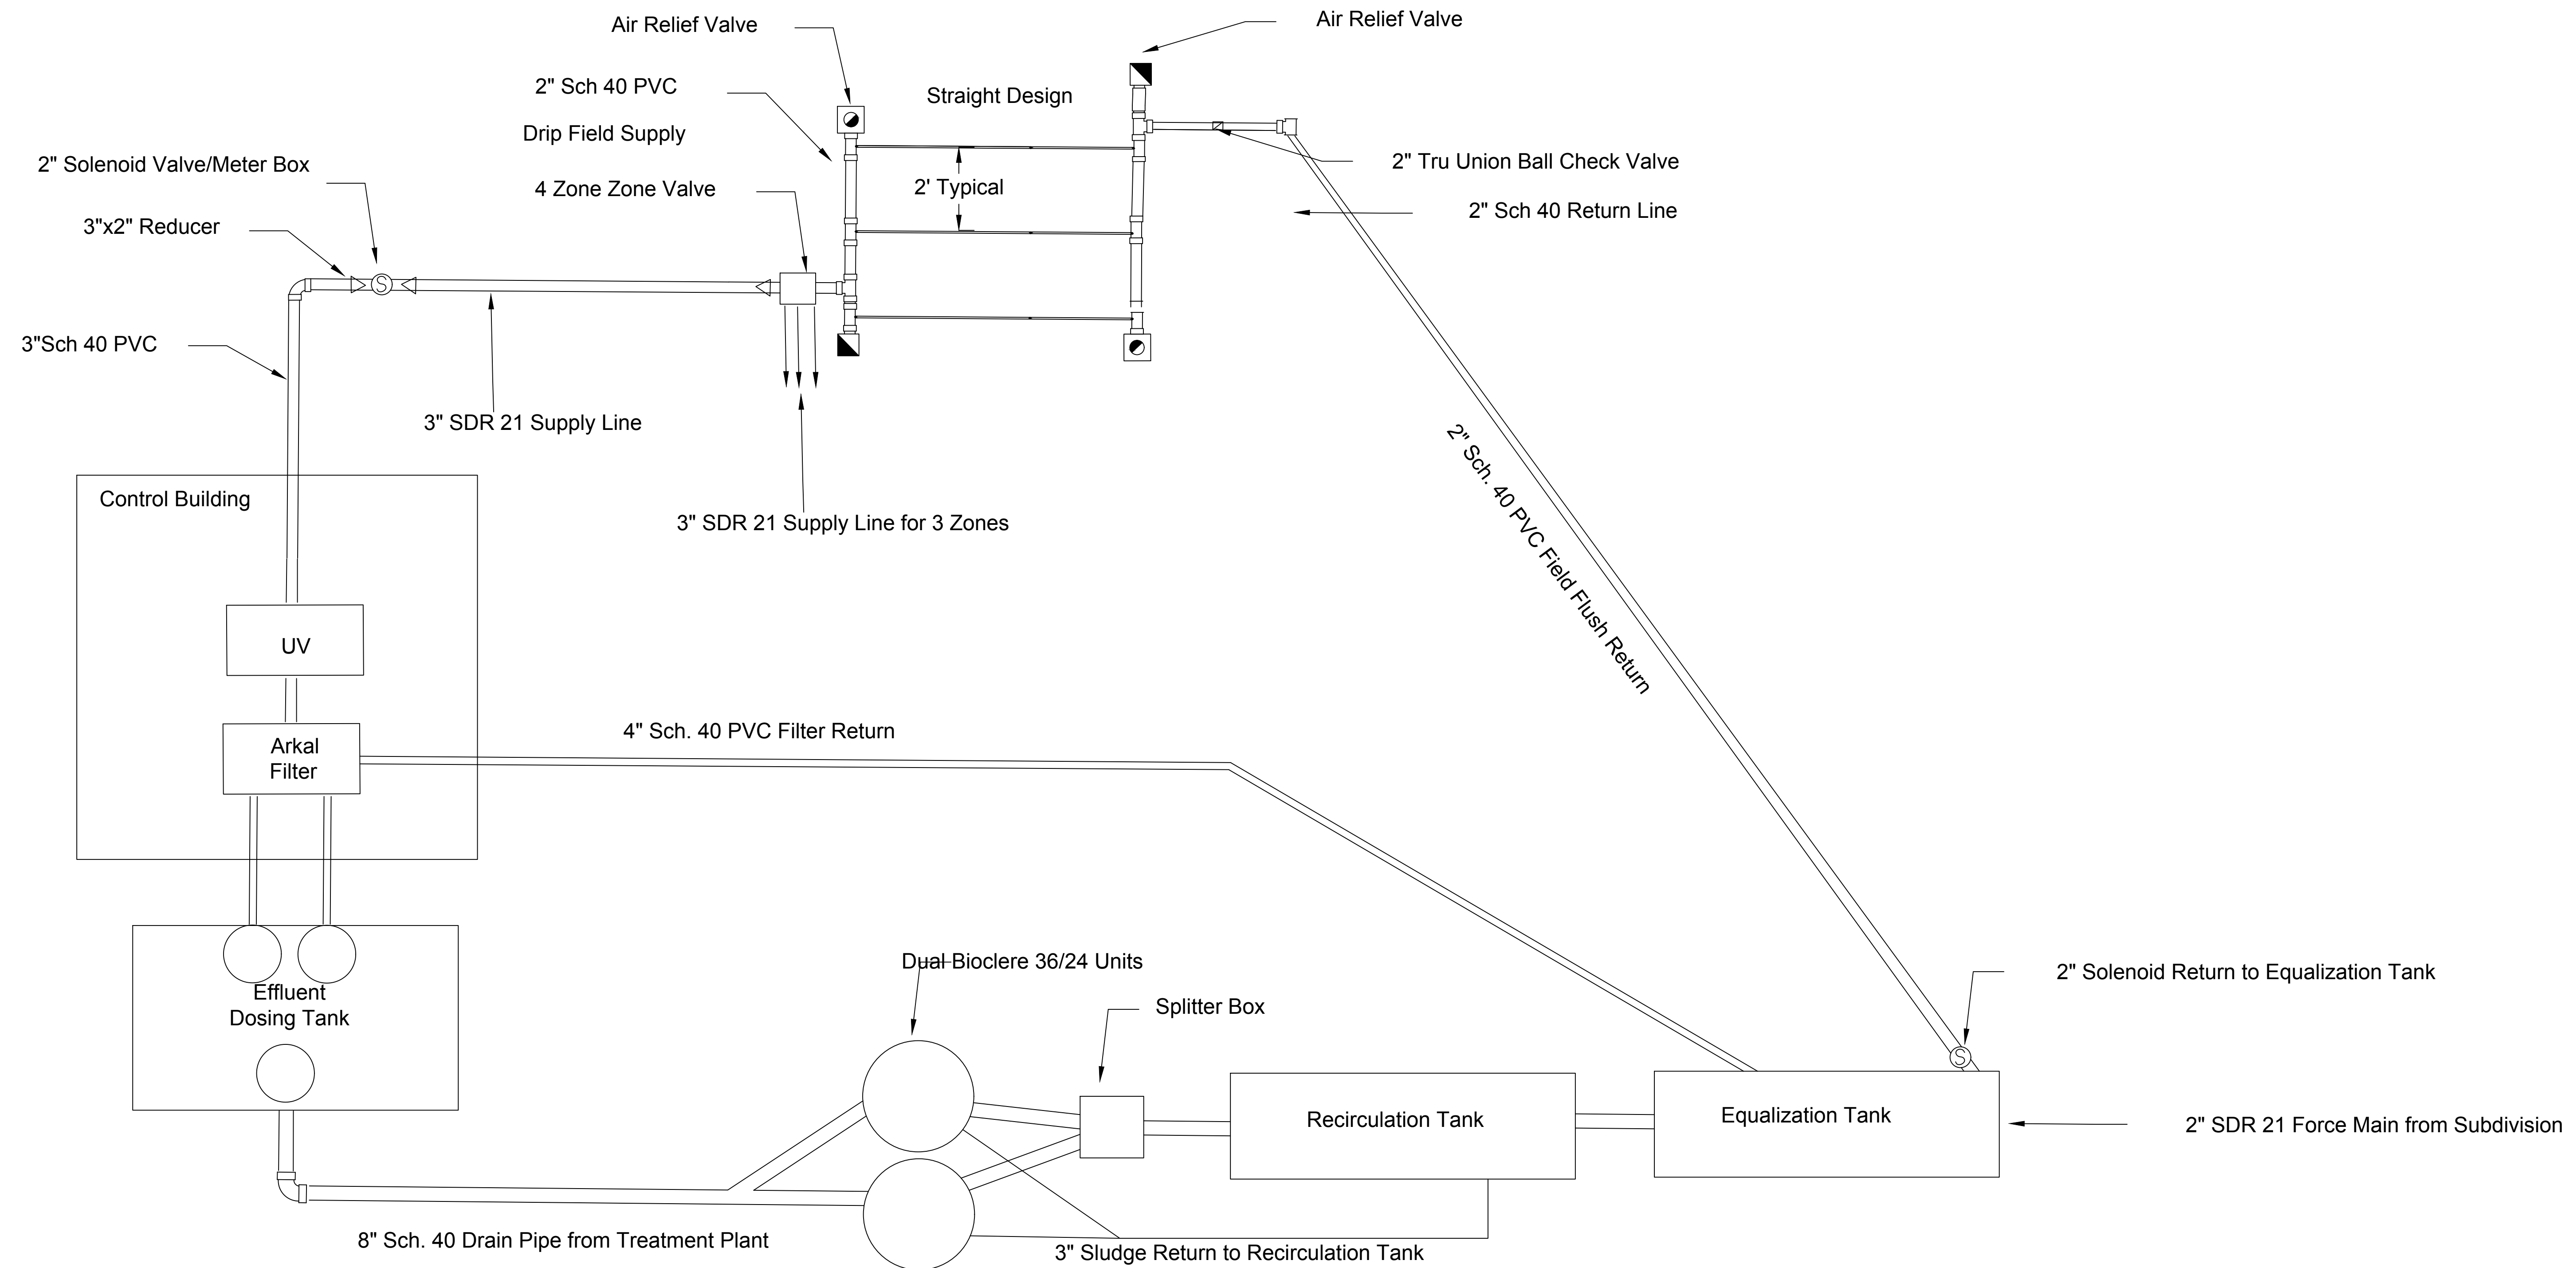 Air Relief Valve
Air Relief Valve
2" Sch 40 PVC
Straight Design
Drip Field Supply
2" Solenoid Valve/Meter Box
4 Zone Zone Valve
2' Typical
2" Tru Union Ball Check Valve
3"x2" Reducer
2" Sch 40 Return Line
S
3"Sch 40 PVC
3" SDR 21 Supply Line
Control Building
3" SDR 21 Supply Line for 3 Zones
2" Sch. 40 PVC Field Flush Return
UV
4" Sch. 40 PVC Filter Return
Arkal
Filter
Dual Bioclere 36/24 Units
2" Solenoid Return to Equalization Tank
Effluent
Dosing Tank
Splitter Box
S
Recirculation Tank
Equalization Tank
2" SDR 21 Force Main from Subdivision
8" Sch. 40 Drain Pipe from Treatment Plant
3" Sludge Return to Recirculation Tank